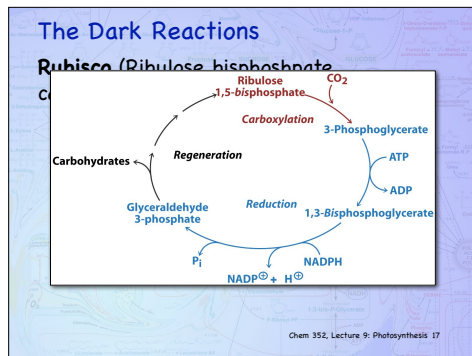 The Dark Reactions
Rubisco (Ribulose bisphoshpate
Ribulose
1,5-bisphosphate
CO2
Carboxylation
3-Phosphoglycerate
ATP
Carbohydrates
Regeneration
ADP
Glyceraldehyde
3-phosphate
Reduction
1,3-Bisphosphoglycerate
Pi
NADPH
NADP⊕ + H⊕
Chem 352, Lecture 9: Photosynthesis 17